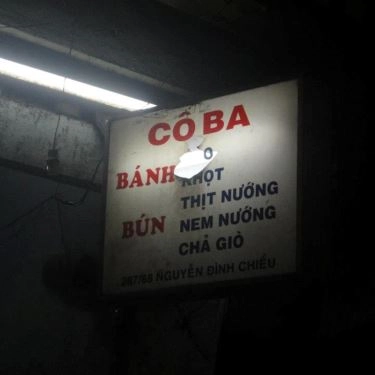 CÔ BA
BÁNH
KHỌT
THỊT NƯỚNG
BÚN NEM NƯỚNG
CHẢ GIÒ
287/68 NGUYỄN ĐÌNH CHIỂU